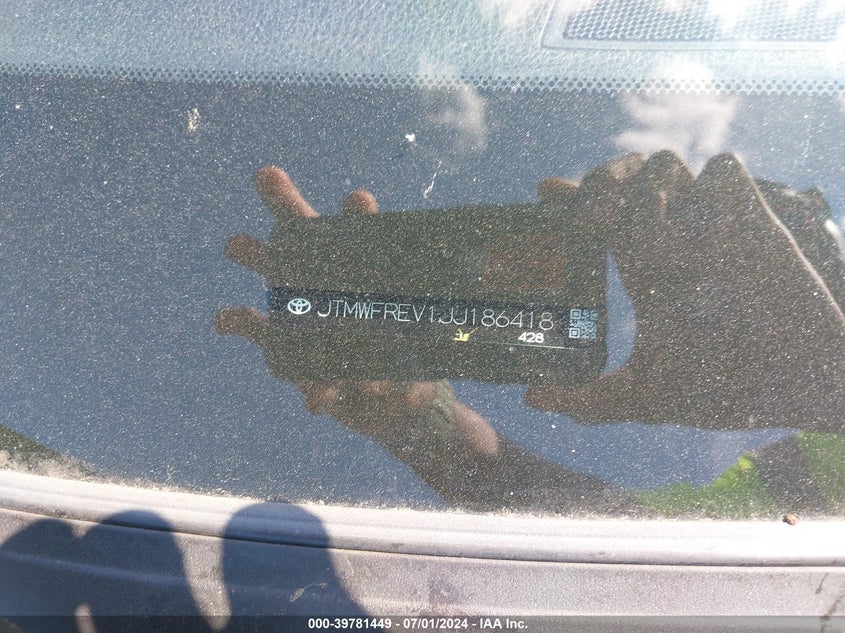 JTMWFREV1JJ186418
428
000-39781449 - 07/01/2024 - IAA Inc.